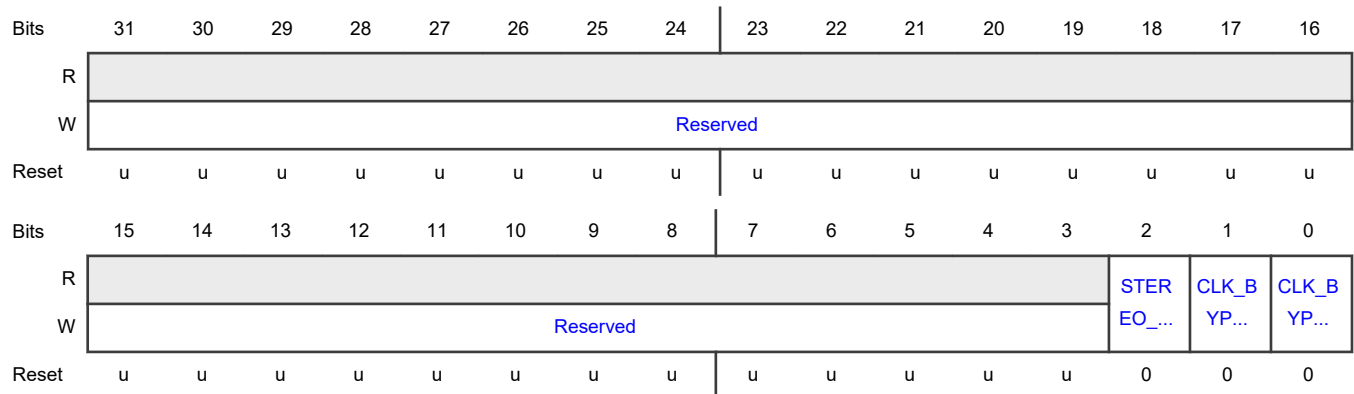 Bits 31 30 29 28 27 26 25 24 23 22 21 20 19 18 17 16
R
W Reserved
Reset u u u u u u u u u u u u u u u u
Bits 15 14 13 12 11 10 9 8 7 6 5 4 3 2 1 0
R STER CLK_B CLK_B
W Reserved EO_... YP... YP...
Reset u u u u u u u u u u u u u 0 0 0